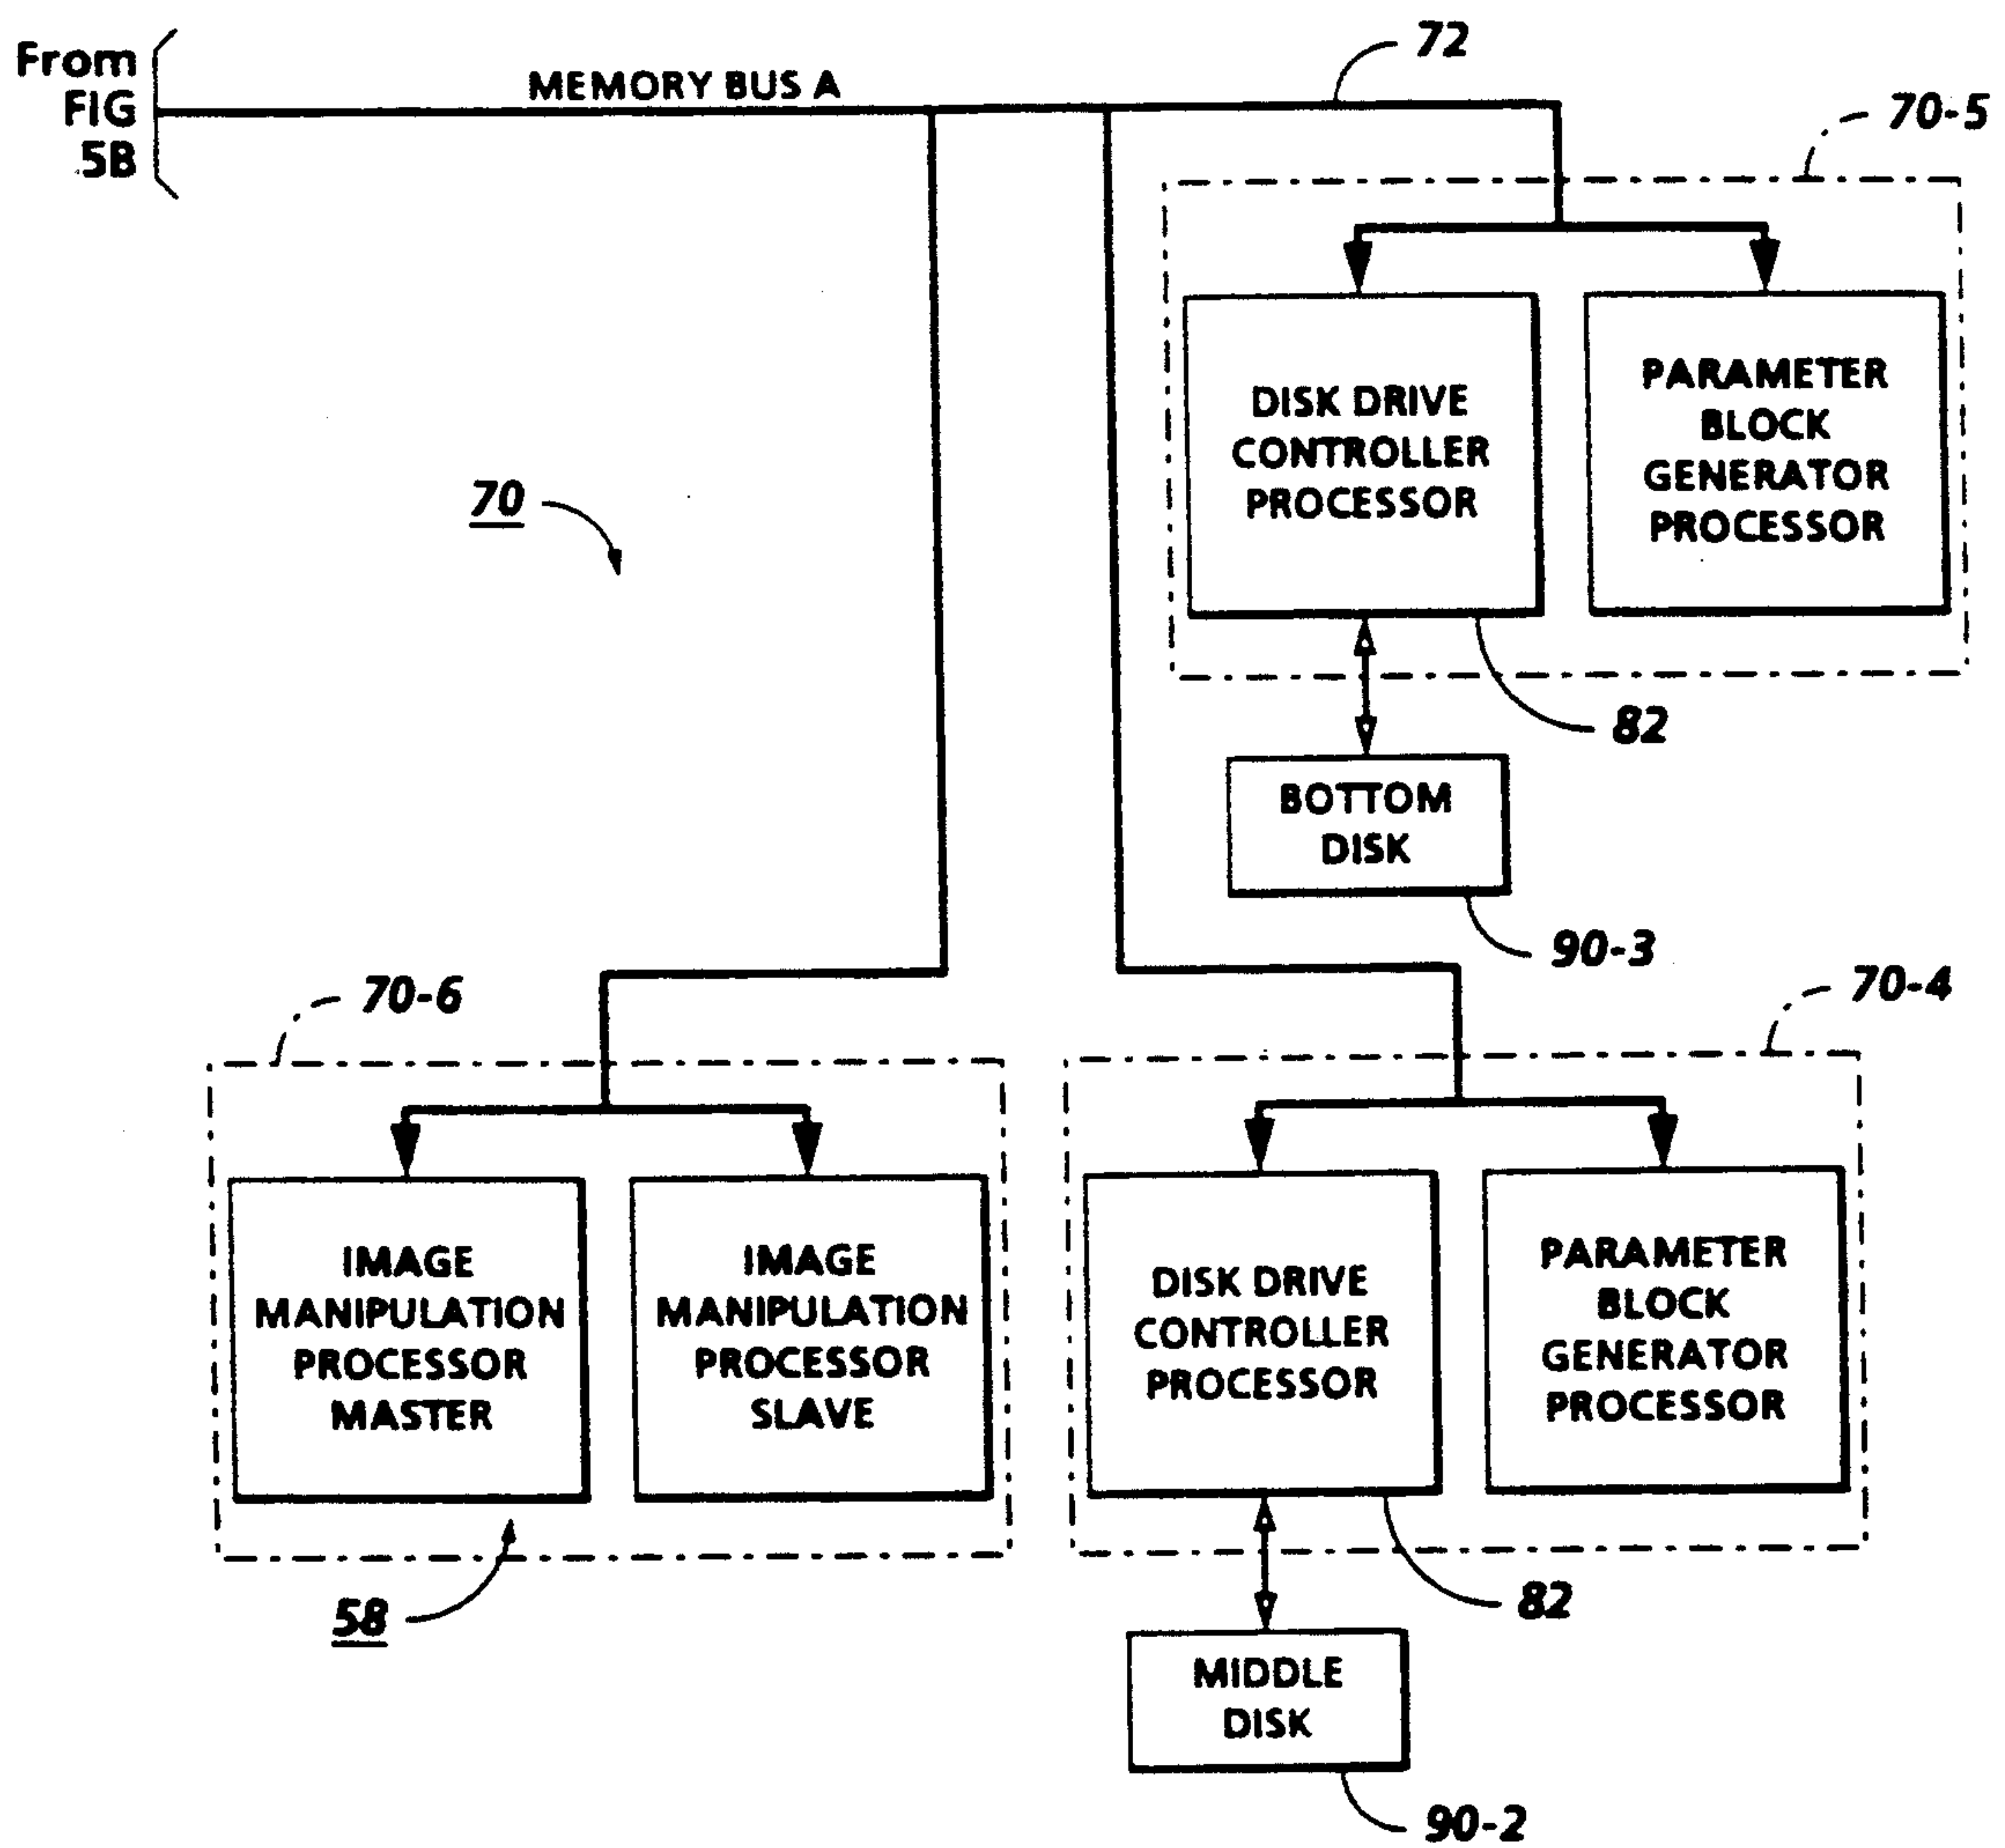 From
FIG
5B
MEMORY BUS A
72
70-5
DISK DRIVE
CONTROLLER
PROCESSOR
PARAMETER
BLOCK
GENERATOR
PROCESSOR
70
82
BOTTOM
DISK
90-3
70-6
70-4
IMAGE
MANIPULATION
PROCESSOR
MASTER
IMAGE
MANIPULATION
PROCESSOR
SLAVE
DISK DRIVE
CONTROLLER
PROCESSOR
PARAMETER
BLOCK
GENERATOR
PROCESSOR
58
82
MIDDLE
DISK
90-2